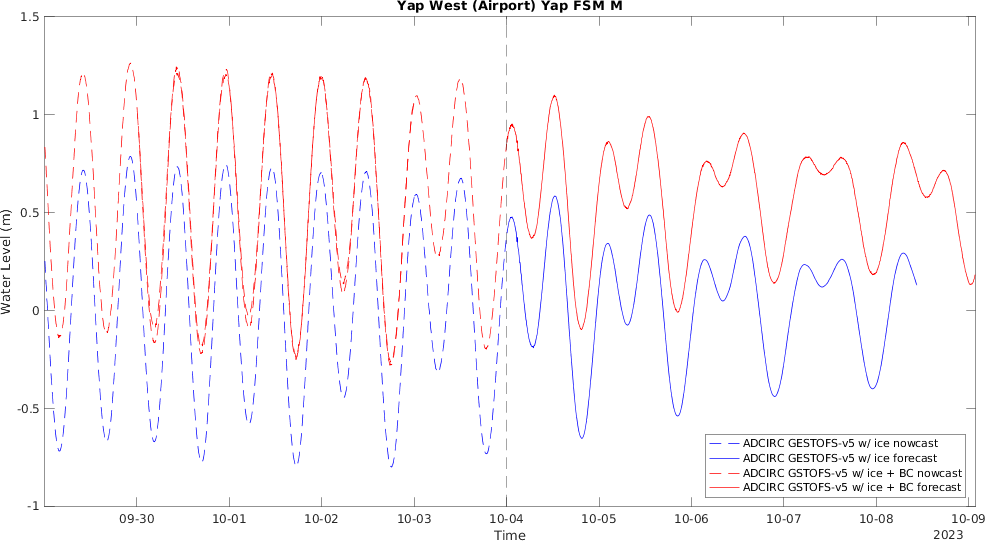 Yap West (Airport) Yap FSM M
1.5
1
0.5
0
-0.5
-1
Water Level (m)
09-30
10-01
10-02
10-03
10-04
10-05
10-06
10-07
10-08
10-09
Time
2023
ADCIRC GESTOFS-v5 w/ ice nowcast
ADCIRC GESTOFS-v5 w/ ice forecast
ADCIRC GSTOFS-v5 w/ ice + BC nowcast
ADCIRC GSTOFS-v5 w/ ice + BC forecast